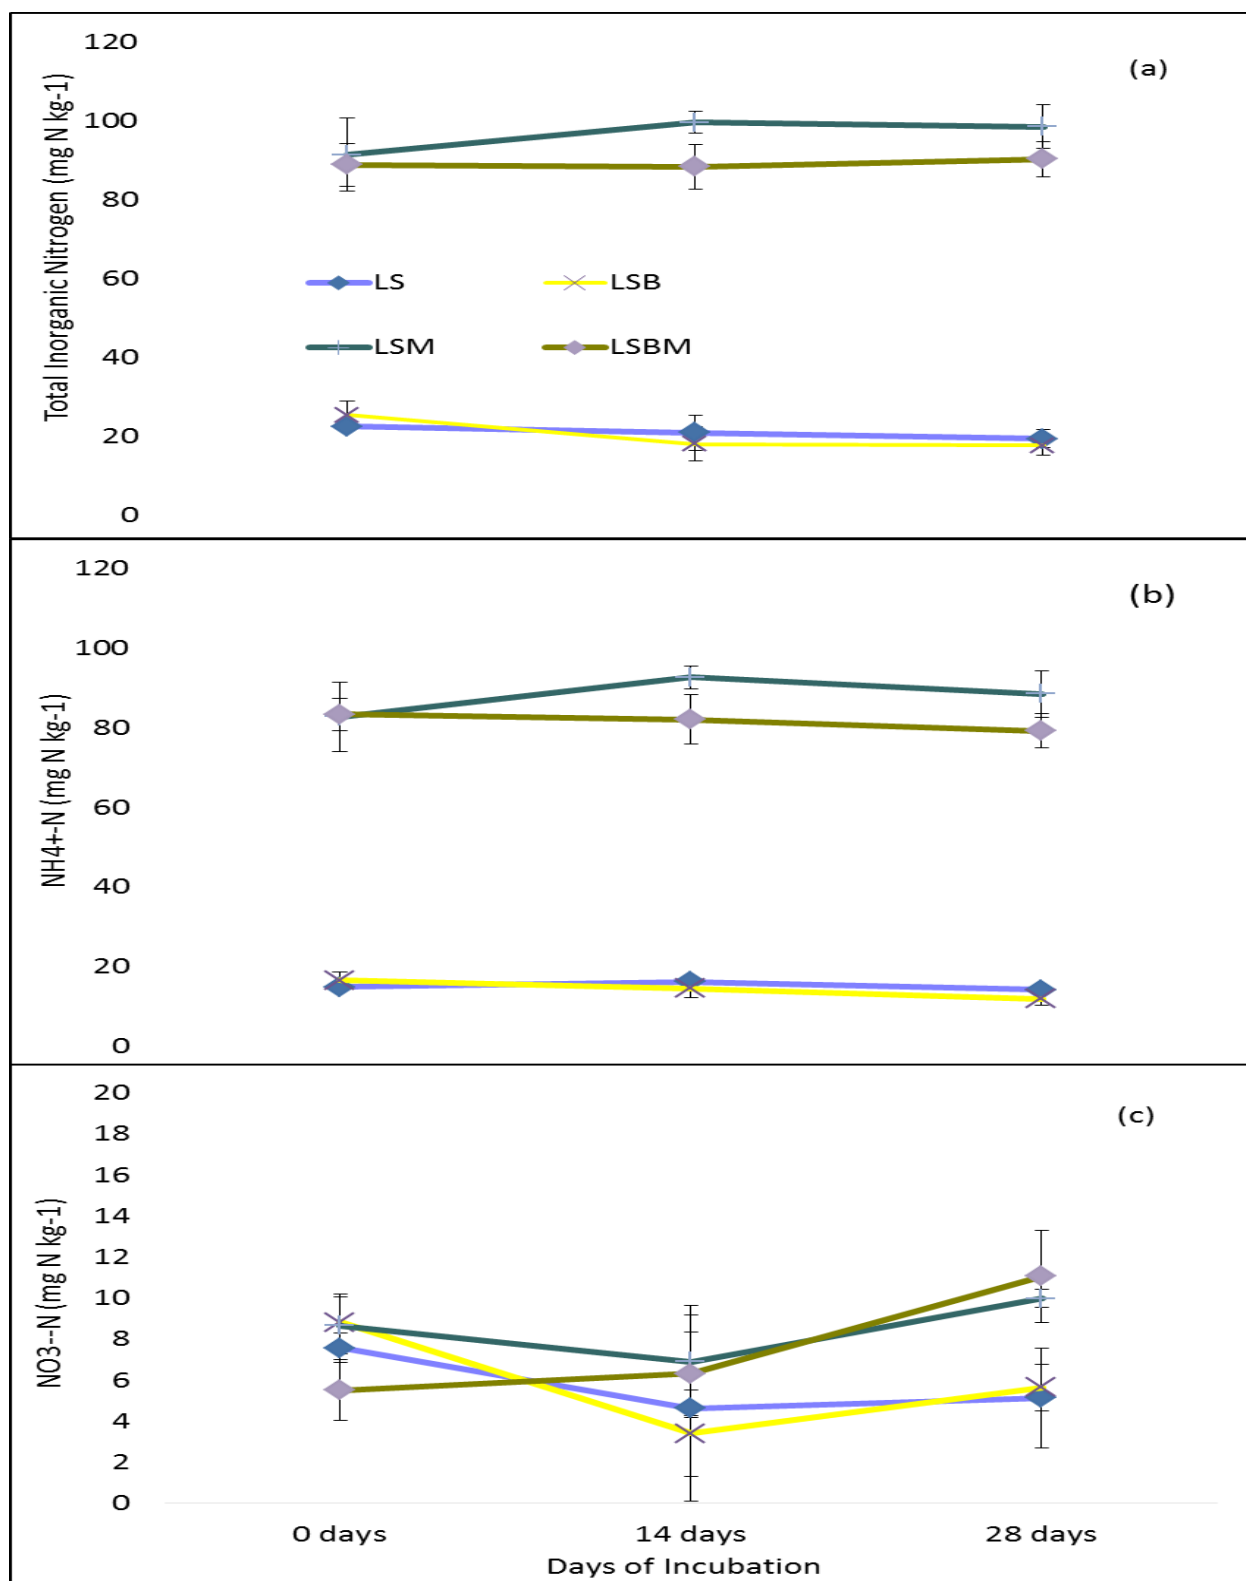 (a)
Total Inorganic Nitrogen (mg N kg-1)
120
100
80
60
40
20
0
LS
LSB
LSM
LSBM
(b)
NH4+-N (mg N kg-1)
120
100
80
60
40
20
0
(c)
NO3--N (mg N kg-1)
20
18
16
14
12
10
8
6
4
2
0
0 days
14 days
28 days
Days of Incubation